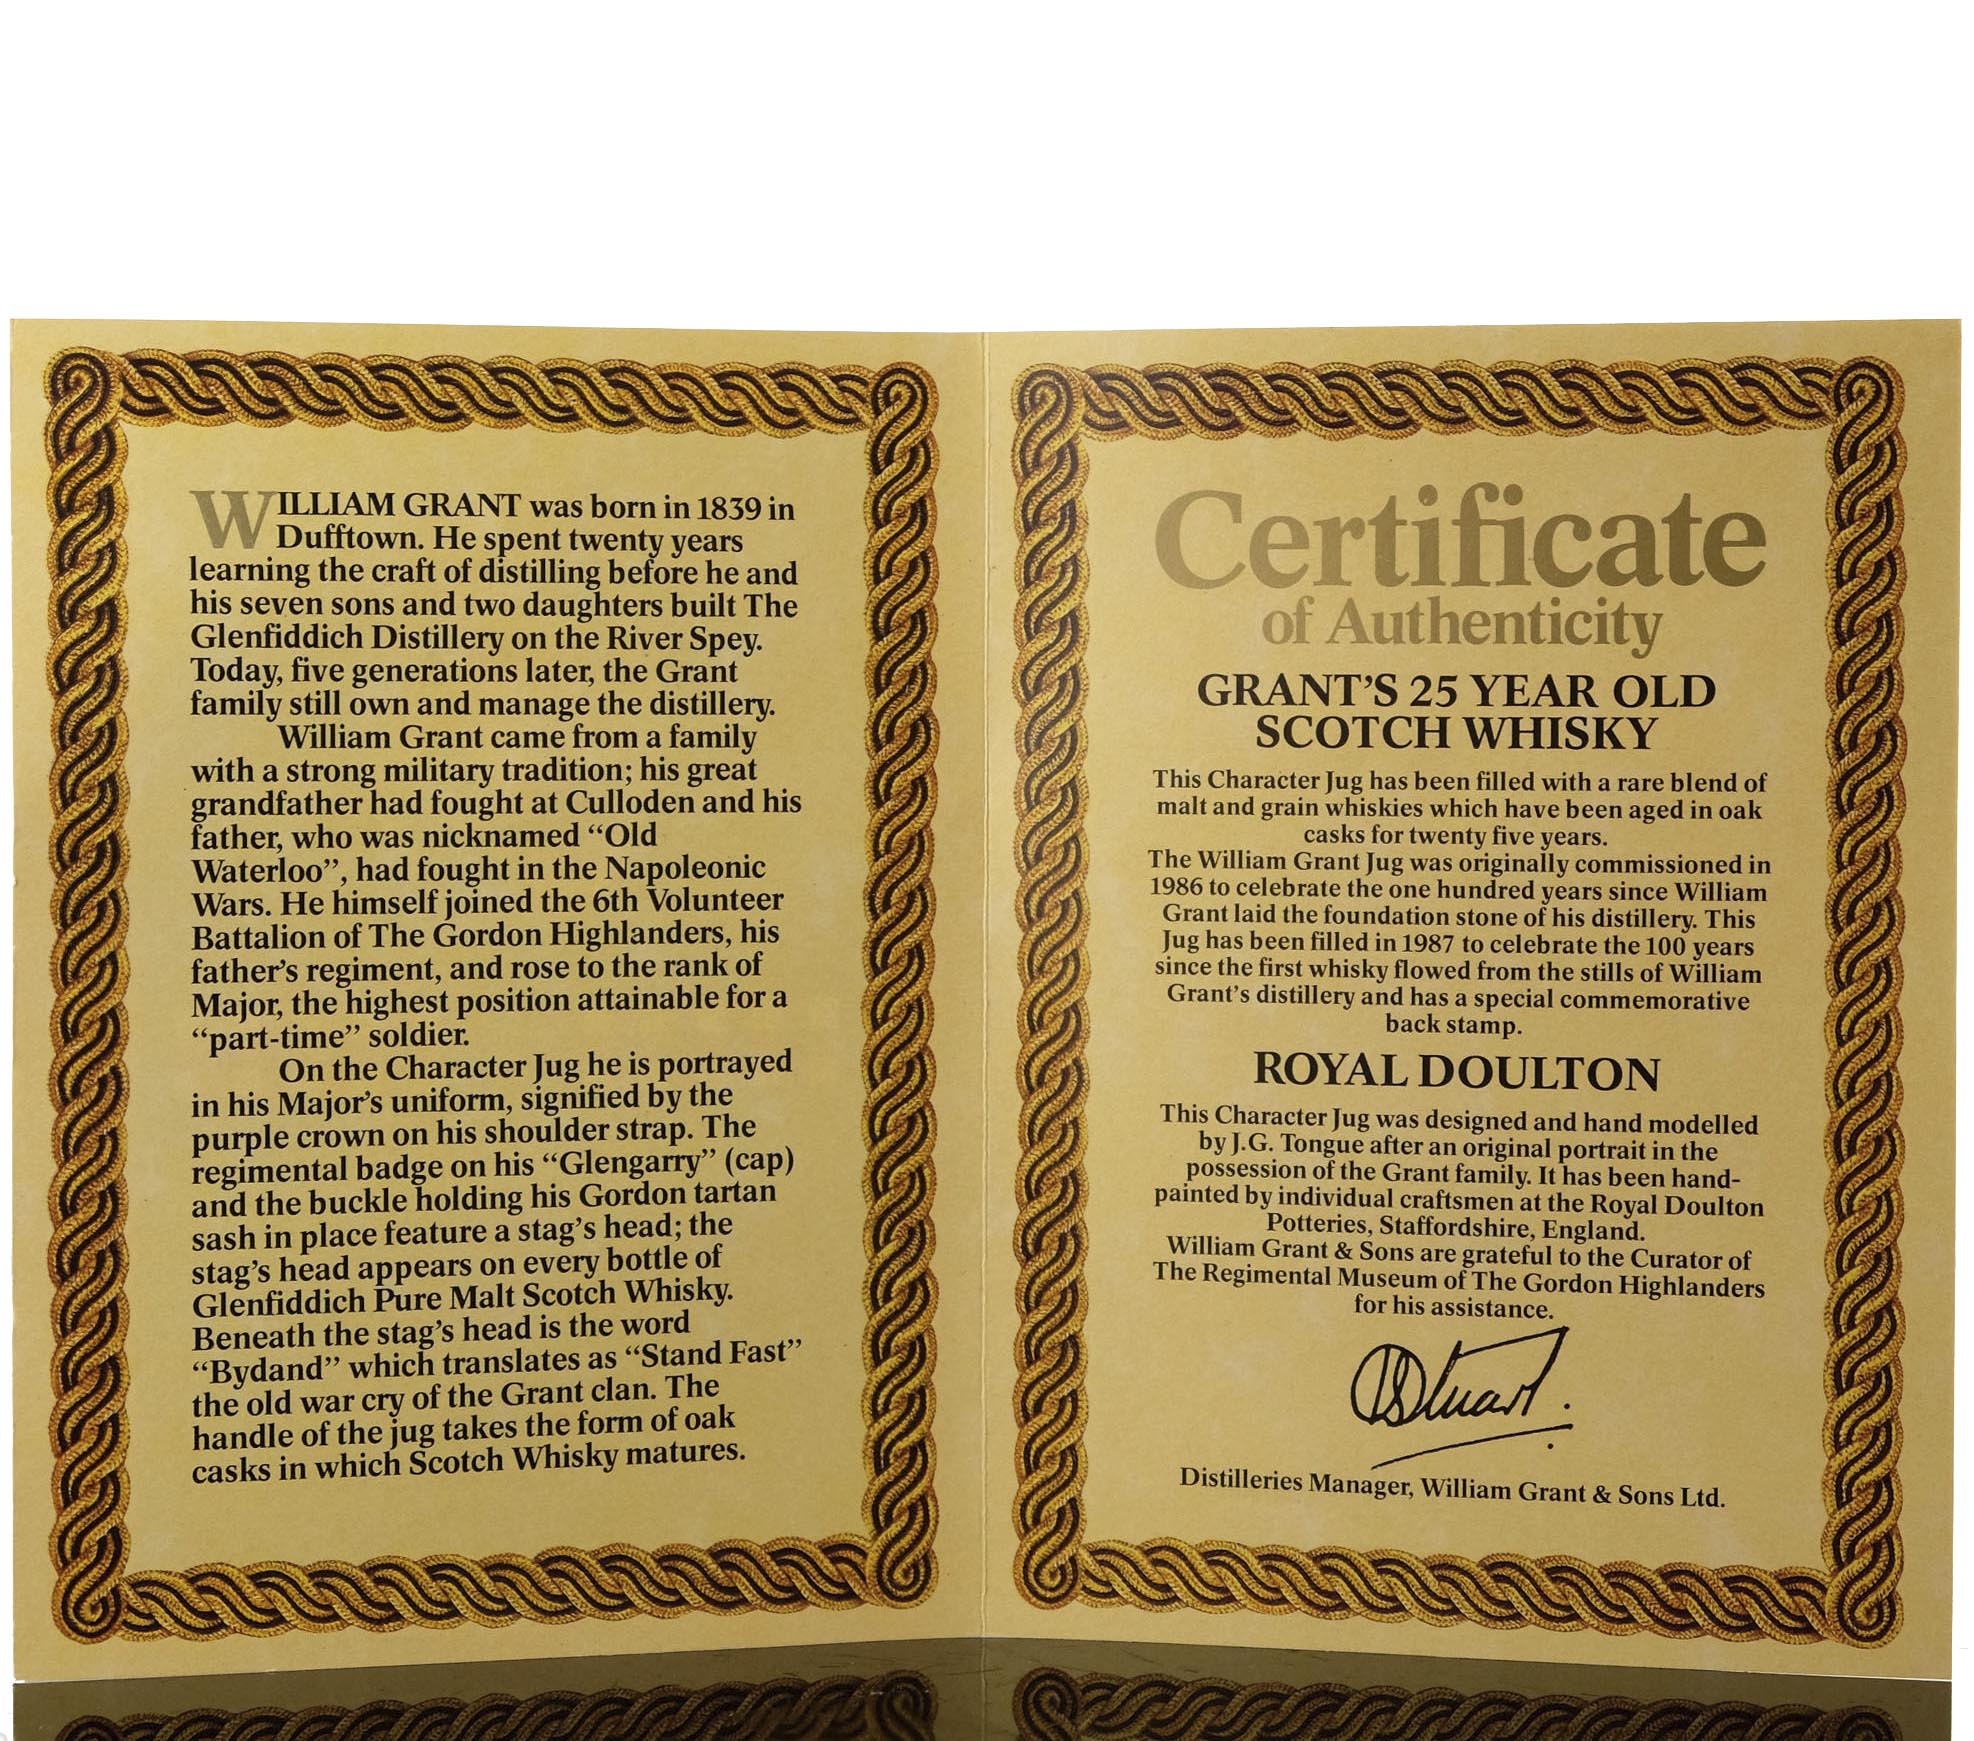 WILLIAM GRANT was born in 1839 in
Dufftown. He spent twenty years
learning the craft of distilling before he and
his seven sons and two daughters built The
Glenfiddich Distillery on the River Spey.
Today, five generations later, the Grant
family still own and manage the distillery.
William Grant came from a family
with a strong military tradition; his great
grandfather had fought at Culloden and his
father, who was nicknamed “Old
Waterloo”, had fought in the Napoleonic
Wars. He himself joined the 6th Volunteer
Battalion of The Gordon Highlanders, his
father’s regiment, and rose to the rank of
Major, the highest position attainable for a
“part-time” soldier.
On the Character Jug he is portrayed
in his Major’s uniform, signified by the
purple crown on his shoulder strap. The
regimental badge on his “Glengarry” (cap)
and the buckle holding his Gordon tartan
sash in place feature a stag’s head; the
stag’s head appears on every bottle of
Glenfiddich Pure Malt Scotch Whisky.
Beneath the stag’s head is the word
“Bydand” which translates as “Stand Fast”
the old war cry of the Grant clan. The
handle of the jug takes the form of oak
casks in which Scotch Whisky matures.
Certificate
of Authenticity
GRANT’S 25 YEAR OLD
SCOTCH WHISKY
This Character Jug has been filled with a rare blend of
malt and grain whiskies which have been aged in oak
casks for twenty five years.
The William Grant Jug was originally commissioned in
1986 to celebrate the one hundred years since William
Grant laid the foundation stone of his distillery. This
Jug has been filled in 1987 to celebrate the 100 years
since the first whisky flowed from the stills of William
Grant’s distillery and has a special commemorative
back stamp.
ROYAL DOULTON
This Character Jug was designed and hand modelled
by J.G. Tongue after an original portrait in the
possession of the Grant family. It has been hand-
painted by individual craftsmen at the Royal Doulton
Potteries, Staffordshire, England.
William Grant & Sons are grateful to the Curator of
The Regimental Museum of The Gordon Highlanders
for his assistance.
Distilleries Manager, William Grant & Sons Ltd.